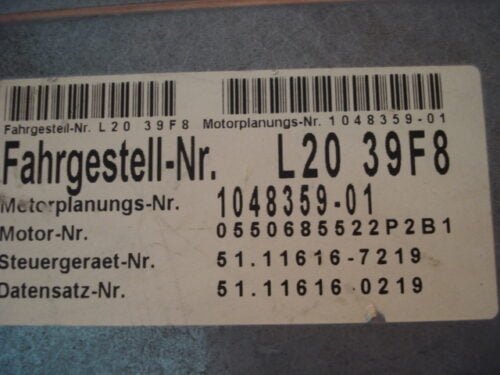 Fahrgestell-Nr. L20 39F8 Motorplanungs-Nr. 1048359-01
Fahrgestell-Nr. L20 39F8
Motorplanungs-Nr. 1048359-01
Motor-Nr. 0550685522P2B1
Steuergeraet-Nr. 51.11616-7219
Datensatz-Nr. 51.11616-0219